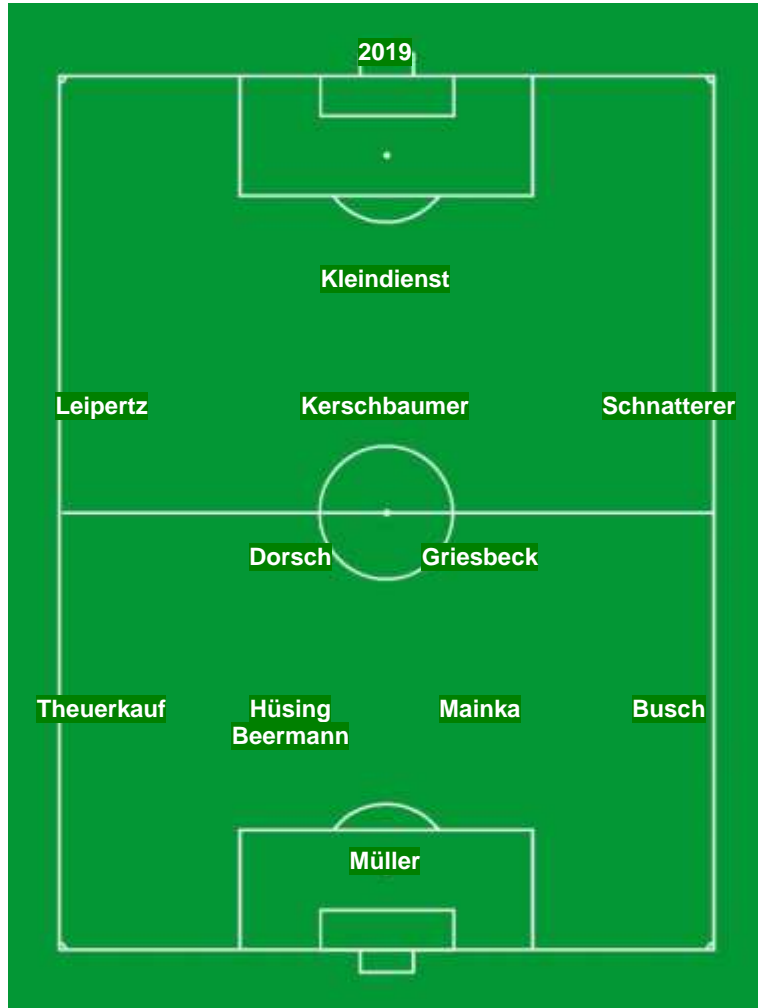 2019
Kleindienst
Leipertz Kerschbaumer Schnatterer
Dorsch Griesbeck
Theuerkauf Hüsing Mainka Busch
Beermann
Müller